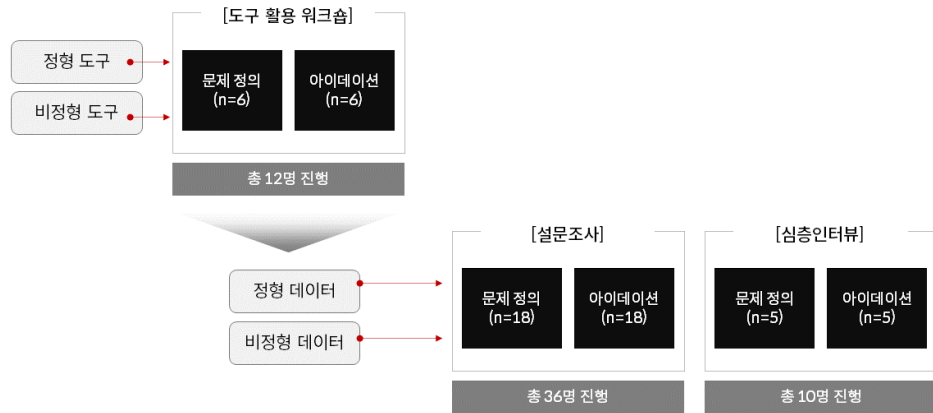 [도구 활용 워크숍]
정형 도구
비정형 도구
문제 정의
(n=6)
아이데이션
(n=6)
총 12명 진행
[설문조사]
[심층인터뷰]
정형 데이터
비정형 데이터
문제 정의
(n=18)
아이데이션
(n=18)
문제 정의
(n=5)
아이데이션
(n=5)
총 36명 진행
총 10명 진행